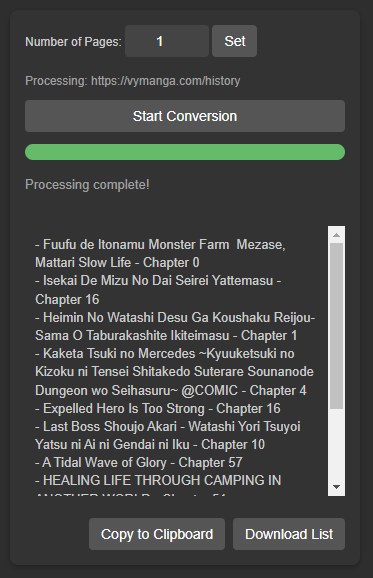 Number of Pages: 1 Set
Processing: https://vymanga.com/history
Start Conversion
Processing complete!
- Fuufu de Itonamu Monster Farm  Mezase,
Mattari Slow Life - Chapter 0
- Isekai De Mizu No Dai Seirei Yattemasu -
Chapter 16
- Heimin No Watashi Desu Ga Koushaku Reijou-
Sama O Taburakashite Ikiteimasu - Chapter 1
- Kaketa Tsuki no Mercedes ~Kyuuketsuki no
Kizoku ni Tensei Shitakedo Suterare Sounanode
Dungeon wo Seihasuru~ @COMIC - Chapter 4
- Expelled Hero Is Too Strong - Chapter 16
- Last Boss Shoujo Akari - Watashi Yori Tsuyoi
Yatsu ni Ai ni Gendai ni Iku - Chapter 10
- A Tidal Wave of Glory - Chapter 57
- HEALING LIFE THROUGH CAMPING IN
ANOTHER WORLD - Chapter 51
Copy to Clipboard Download List